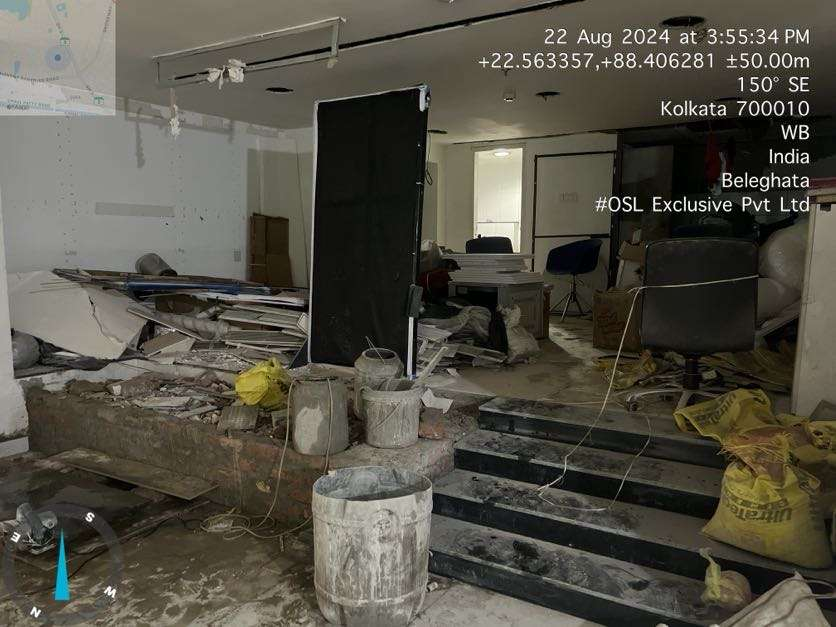 22 Aug 2024 at 3:55:34 PM
+22.563357,+88.406281 ±50.00m
150° SE
Kolkata 700010
WB
India
Beleghata
#OSL Exclusive Pvt Ltd
S
E
W
N